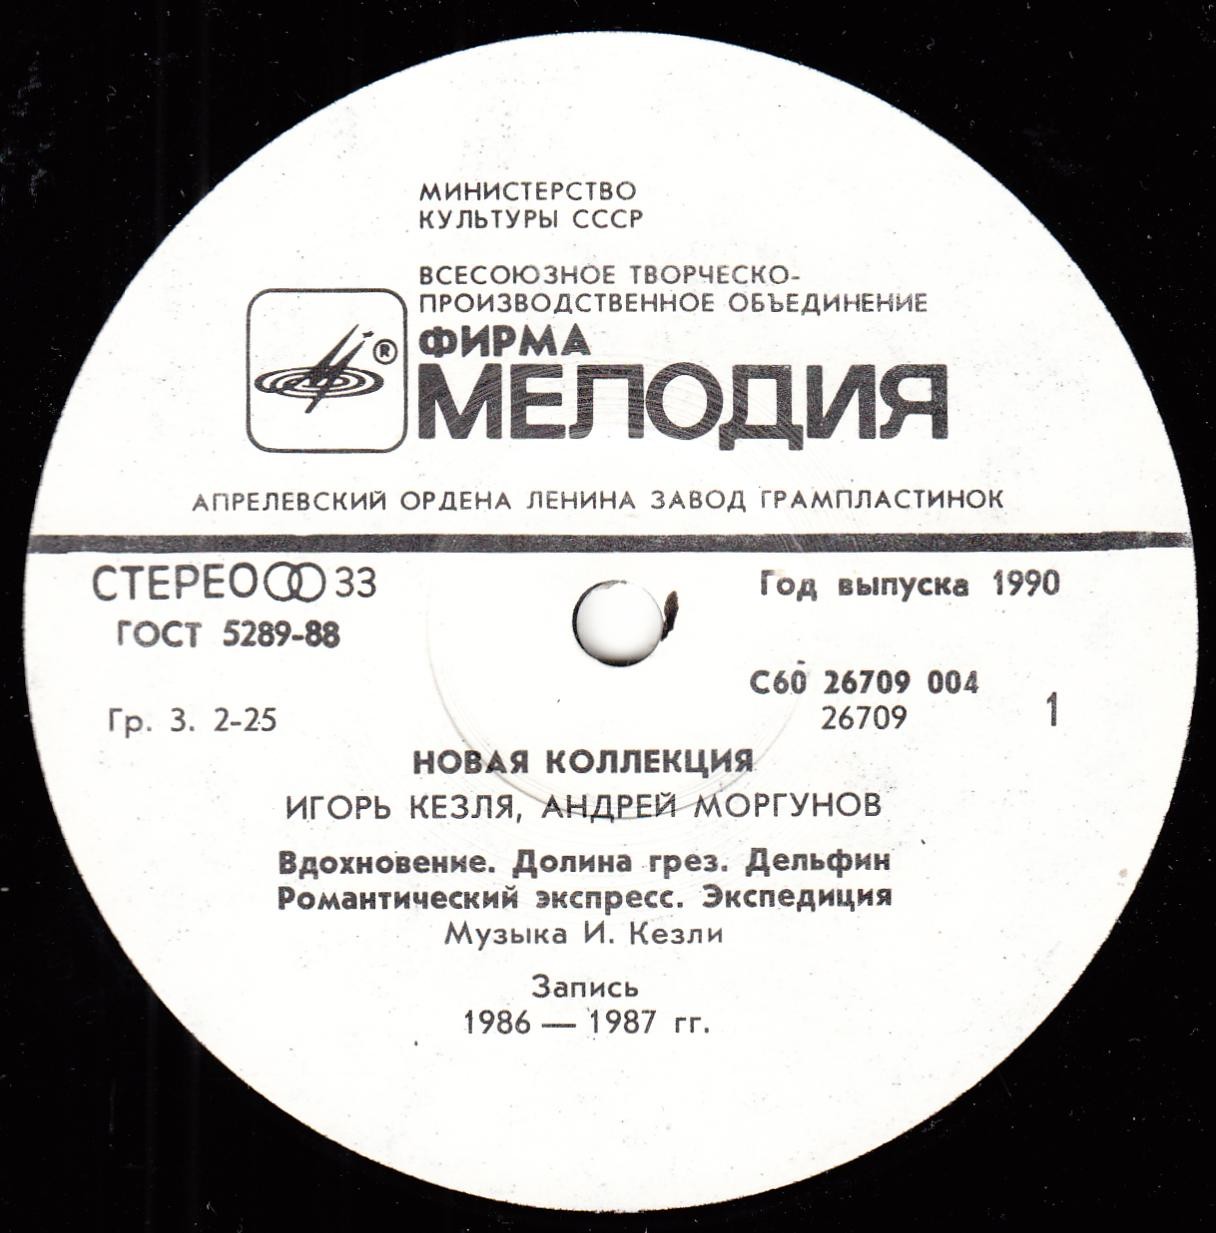 МИНИСТЕРСТВО
КУЛЬТУРЫ СССР
ВСЕСОЮЗНОЕ ТВОРЧЕСКО-
ПРОИЗВОДСТВЕННОЕ ОБЪЕДИНЕНИЕ
ФИРМА
®
МЕЛОДИЯ
АПРЕЛЕВСКИЙ ОРДЕНА ЛЕНИНА ЗАВОД ГРАМПЛАСТИНОК
СТЕРЕО 33
Год выпуска 1990
ГОСТ 5289-88
С60 26709 004
Гр. 3. 2-25
26709
1
НОВАЯ КОЛЛЕКЦИЯ
ИГОРЬ КЕЗЛЯ, АНДРЕЙ МОРГУНОВ
Вдохновение. Долина грез. Дельфин
Романтический экспресс. Экспедиция
Музыка И. Кезли
Запись
1986 — 1987 гг.